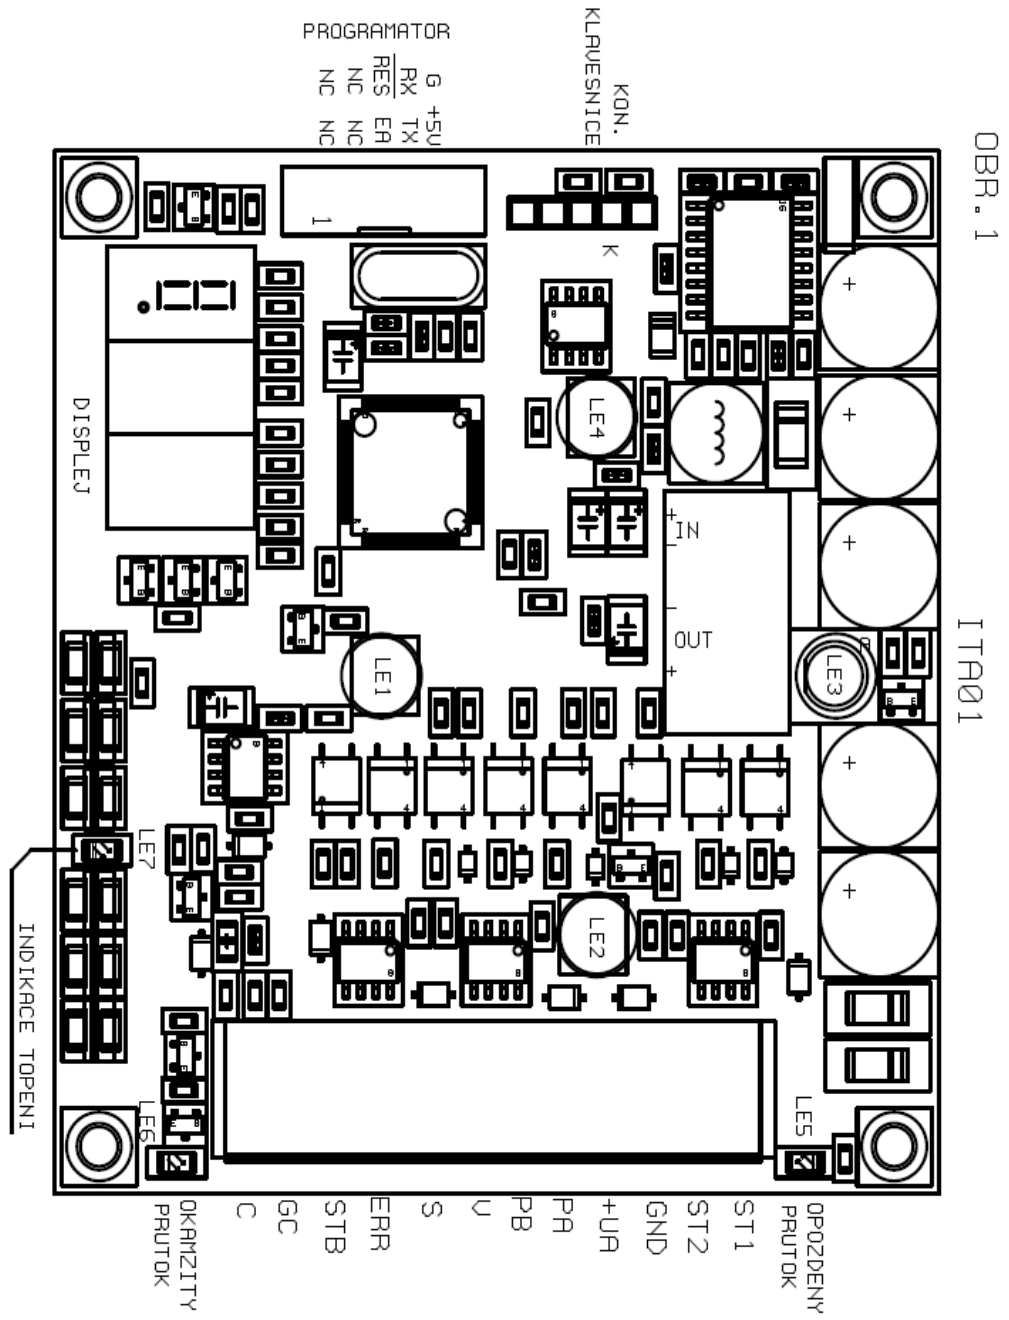 OBR. 1
ITA01
PROGRAMATOR
G +5V
RX TX
RES EA
NC NC
NC NC
KLAVESNICE
KON.
1
K
DISPLEJ
LE4
IN
OUT
LE3
LE1
LE7
LE2
INDIKACE TOPENI
LE6
LE5
OKAMZITY
PRUTOK
C
GC
STB
ERR
S
V
PB
PA
+UA
GND
ST2
ST1
OPOZDENY
PRUTOK